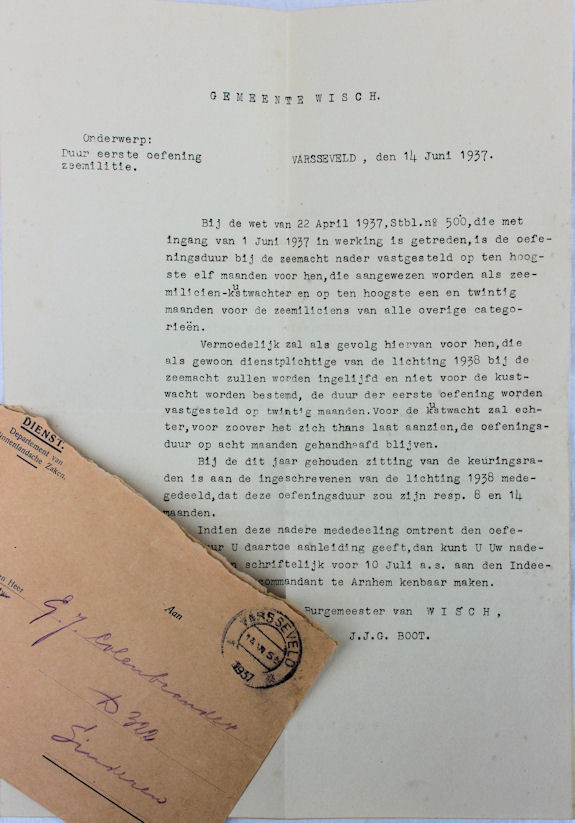 GEMEENTE WISCH.
Onderwerp:
Duur eerste oefening
zeemilitie.
VARSSEVELD, den 14 Juni 1937.
Bij de wet van 22 April 1937,Stbl.nº 500,die met
ingang van 1 Juni 1937 in werking is getreden,is de oefe-
ningsduur bij de zeemacht nader vastgesteld op ten hoog-
ste elf maanden voor hen,die aangewezen worden als zee-
milicien-kustwachter en op ten hoogste een en twintig
maanden voor de zeemiliciens van alle overige catego-
rieën.
Vermoedelijk zal als gevolg hiervan voor hen,die
als gewoon dienstplichtige van de lichting 1938 bij de
zeemacht zullen worden ingelijfd en niet voor de kust-
wacht worden bestemd, de duur der eerste oefening worden
vastgesteld op twintig maanden.Voor de kustwacht zal ech-
ter,voor zoover het zich thans laat aanzien,de oefenings-
duur op acht maanden gehandhaafd blijven.
Bij de dit jaar gehouden zitting van de keuringsra-
den is aan de ingeschrevenen van de lichting 1938 mede-
gedeeld,dat deze oefeningsduur zou zijn resp. 8 en 14
maanden.
Indien deze nadere mededeeling omtrent den oefe-
ur U daartoe aanleiding geeft,dan kunt U Uw nade-
n schriftelijk voor 10 Juli a.s. aan den Indee-
commandant te Arnhem kenbaar maken.
Burgemeester van WISCH,
J.J.G. BOOT.
DIENST.
Departement van
innenlandsche Zaken.
en Heer
Aan
G.J. Colenbrander
D 322
Sinderen
VARSSEVELD
1937